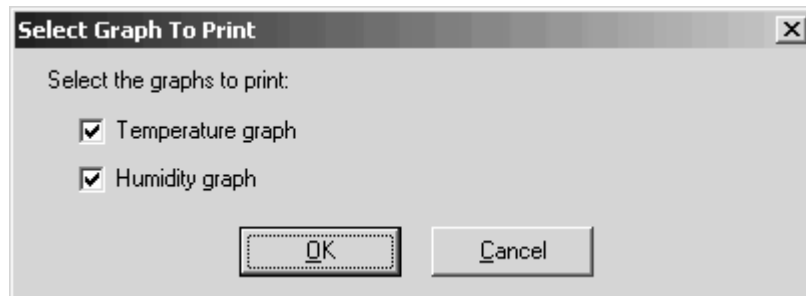 Select Graph To Print
Select the graphs to print:
Temperature graph
Humidity graph
OK Cancel